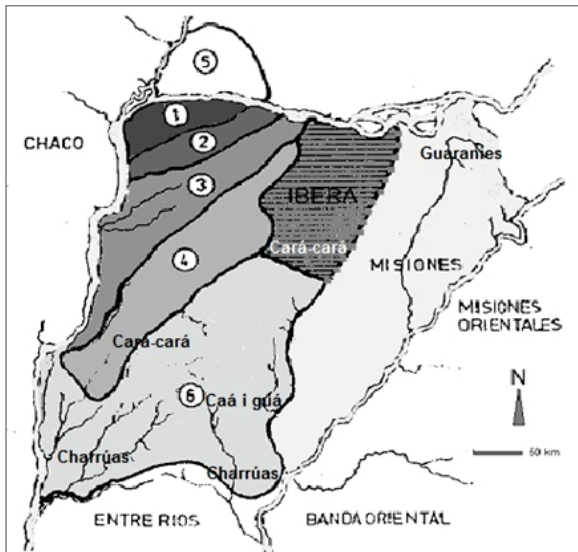 5
1
CHACO
2
Guaraníes
3
IBERA
4
Cará-cará
MISIONES
MISIONES
ORIENTALES
Cará-cará
N
6
Caá i guá
50 km
Charrúas
Charrúas
ENTRE RIOS
BANDA ORIENTAL